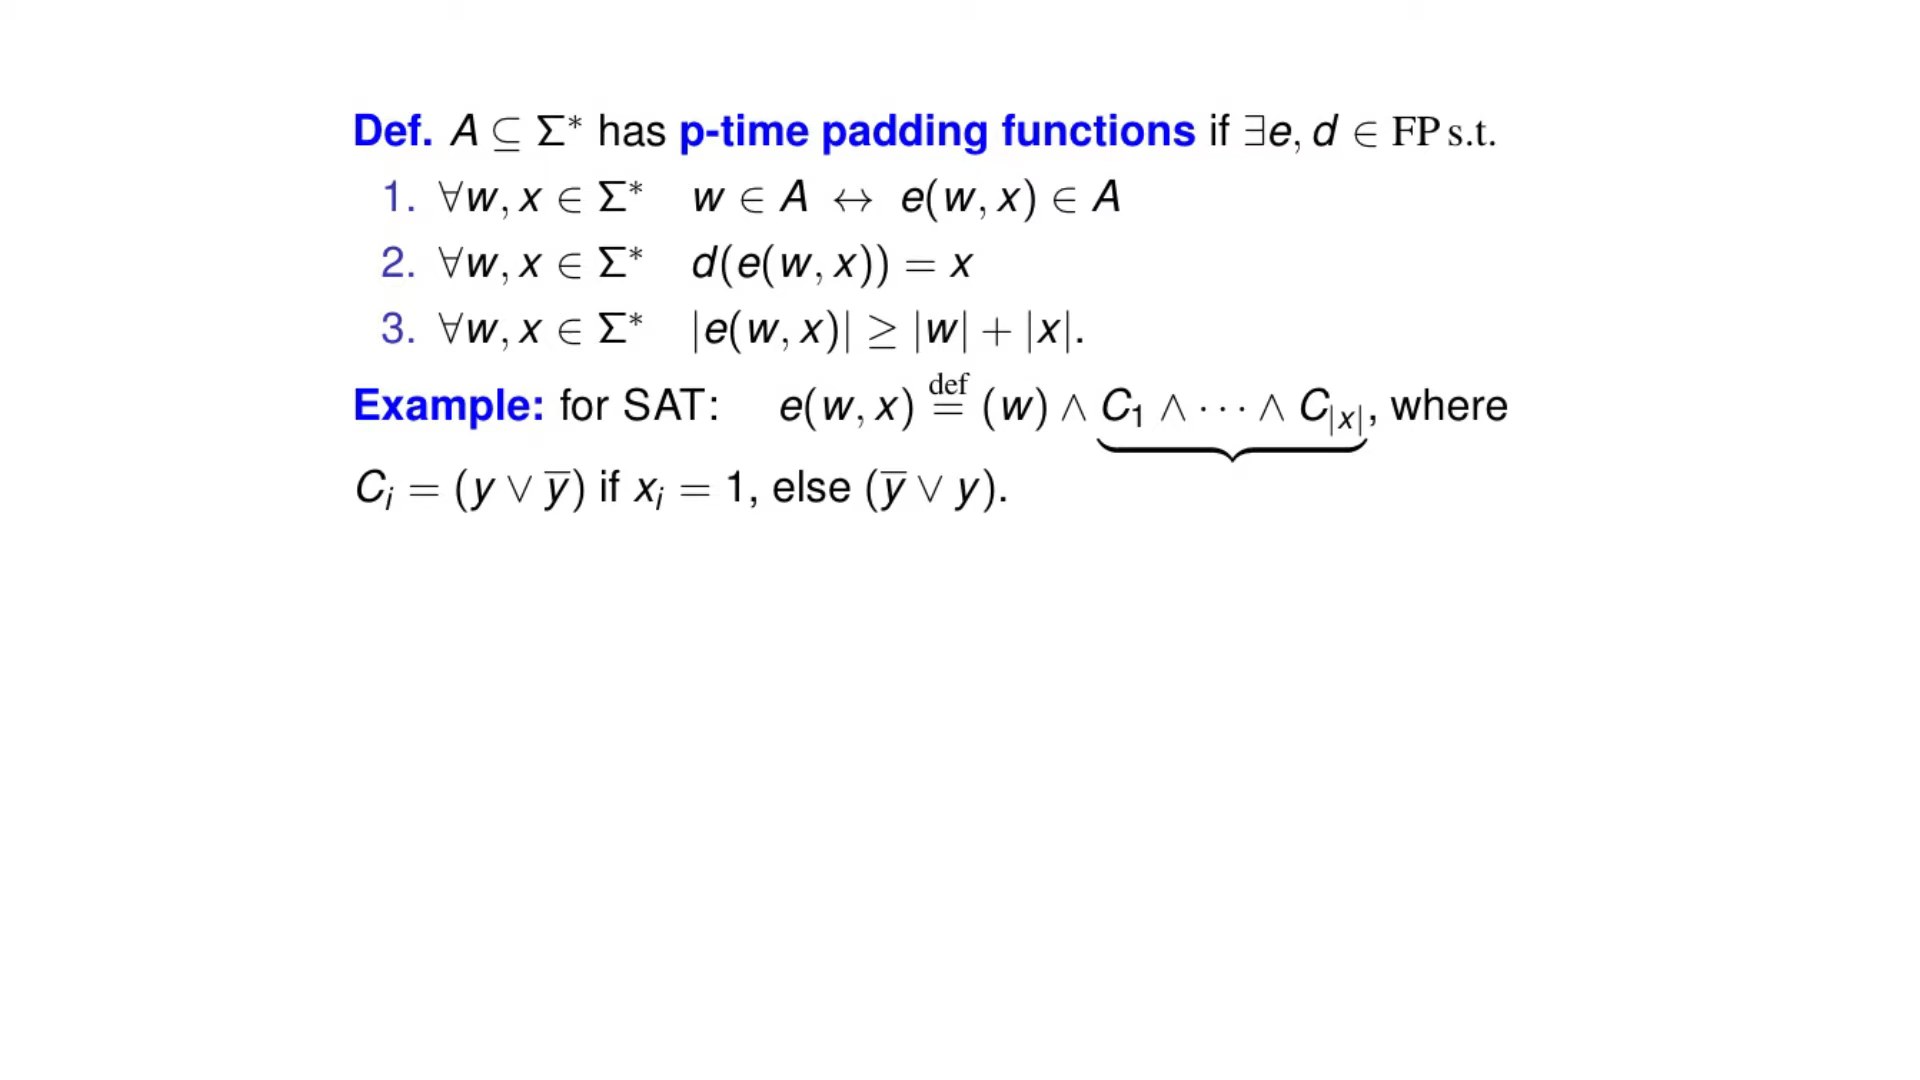 Def. A ⊆ Σ* has p-time padding functions if ∃e, d ∈ FP s.t.
1. ∀w, x ∈ Σ* w ∈ A ↔ e(w, x) ∈ A
2. ∀w, x ∈ Σ* d(e(w, x)) = x
3. ∀w, x ∈ Σ* |e(w, x)| ≥ |w| + |x|.
Example: for SAT: e(w, x) ≝ (w) ∧ C₁ ∧ ··· ∧ C_{|x|}, where
Cᵢ = (y ∨ y̅) if xᵢ = 1, else (y̅ ∨ y).